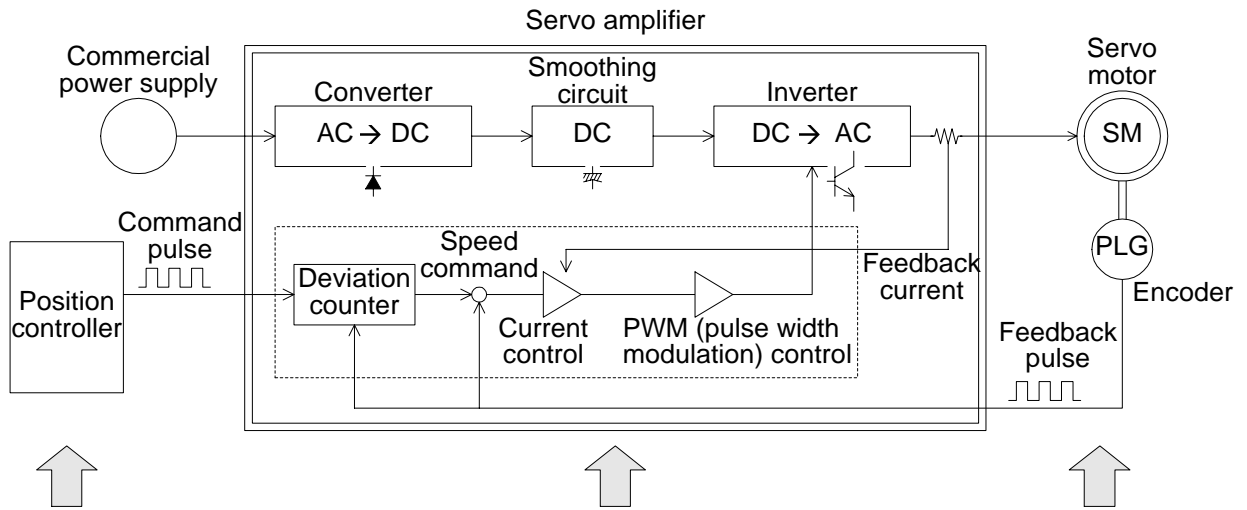 Servo amplifier
Commercial
power supply
Converter
AC → DC
Smoothing
circuit
DC
Inverter
DC → AC
Servo
motor
SM
Command
pulse
Position
controller
Deviation
counter
Speed
command
Current
control
PWM (pulse width
modulation) control
Feedback
current
PLG
Encoder
Feedback
pulse